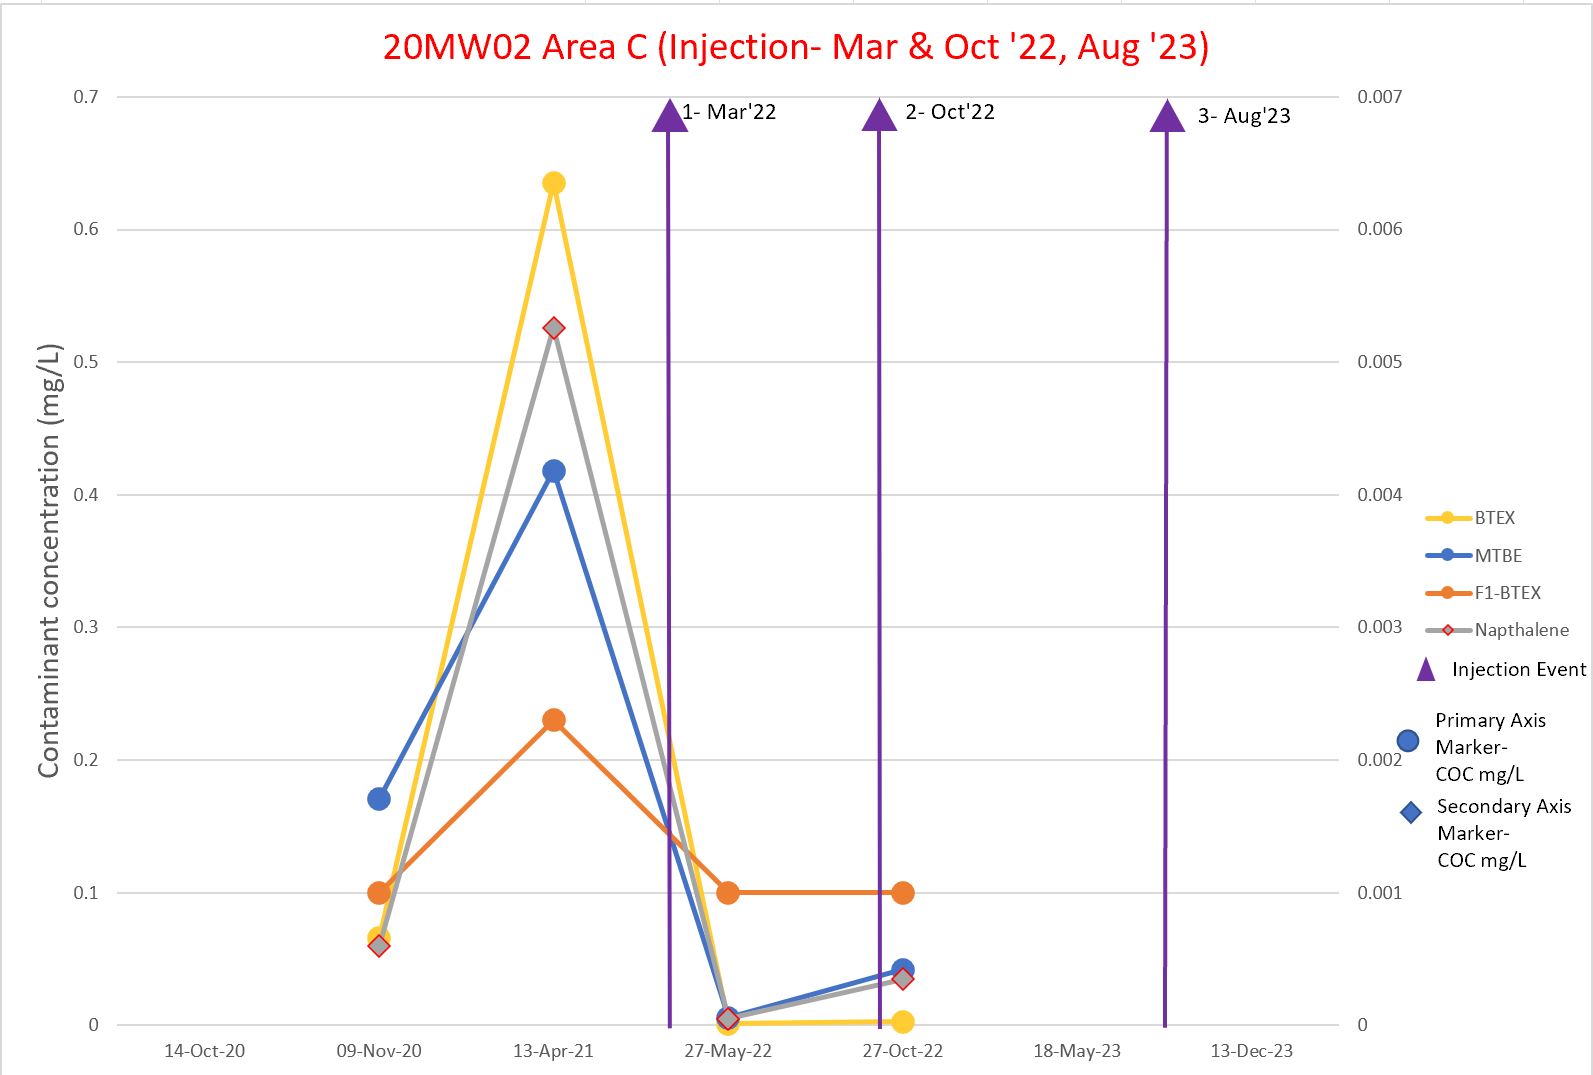 20MW02 Area C (Injection- Mar & Oct '22, Aug '23)
0.7
0.6
0.5
0.4
0.3
0.2
0.1
0
Contaminant concentration (mg/L)
1- Mar'22
2- Oct'22
3- Aug'23
0.007
0.006
0.005
0.004
0.003
0.002
0.001
0
14-Oct-20
09-Nov-20
13-Apr-21
27-May-22
27-Oct-22
18-May-23
13-Dec-23
BTEX
MTBE
F1-BTEX
Napthalene
Injection Event
Primary Axis
Marker-
COC mg/L
Secondary Axis
Marker-
COC mg/L